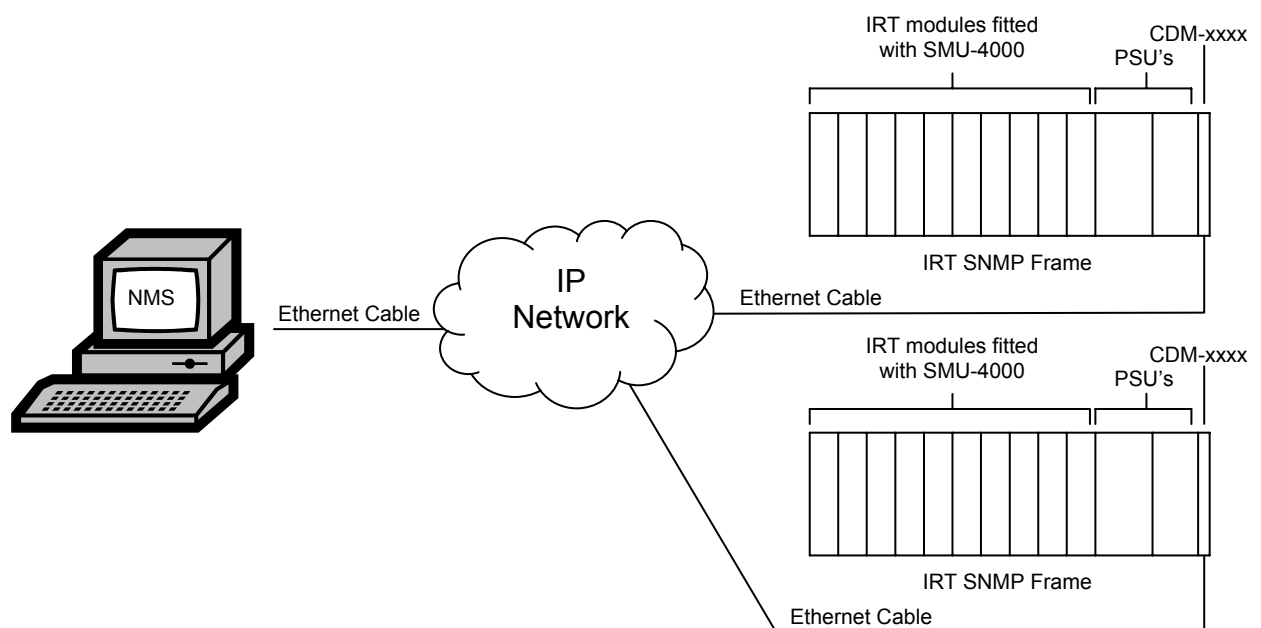 IRT modules fitted
with SMU-4000
CDM-xxxx
PSU's
IRT SNMP Frame
NMS
Ethernet Cable
IP
Network
Ethernet Cable
IRT modules fitted
with SMU-4000
CDM-xxxx
PSU's
IRT SNMP Frame
Ethernet Cable